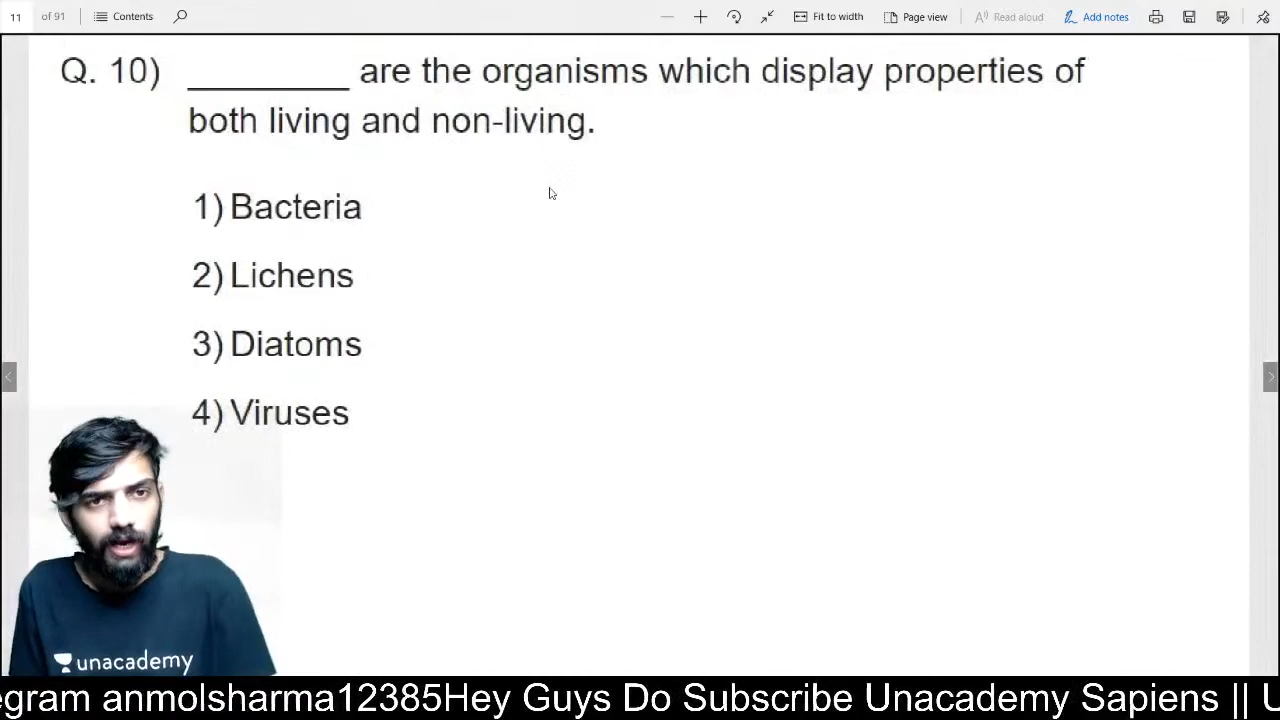 11 of 91 Contents Fit to width Page view Read aloud Add notes
Q. 10) _________ are the organisms which display properties of
both living and non-living.
1) Bacteria
2) Lichens
3) Diatoms
4) Viruses
unacademy
egram anmolsharma12385Hey Guys Do Subscribe Unacademy Sapiens || U